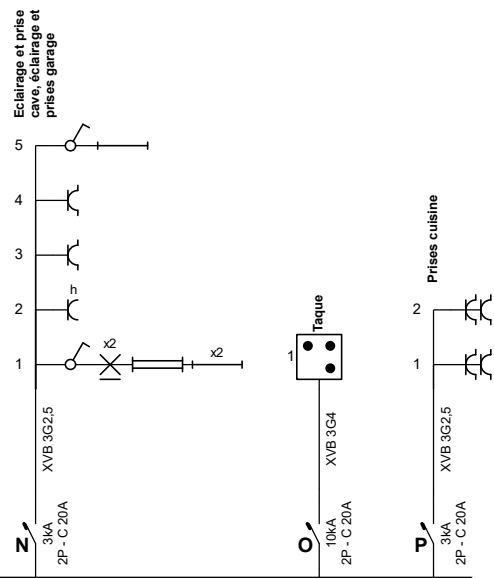 Eclairage et prise
cave, éclairage et
prises garage
5
4
3
h
2
x2
x2
1
XVB 3G2,5
N
3kA
2P - C 20A
Taque
1
XVB 3G4
O
10kA
2P - C 20A
Prises cuisine
2
1
XVB 3G2,5
P
3kA
2P - C 20A